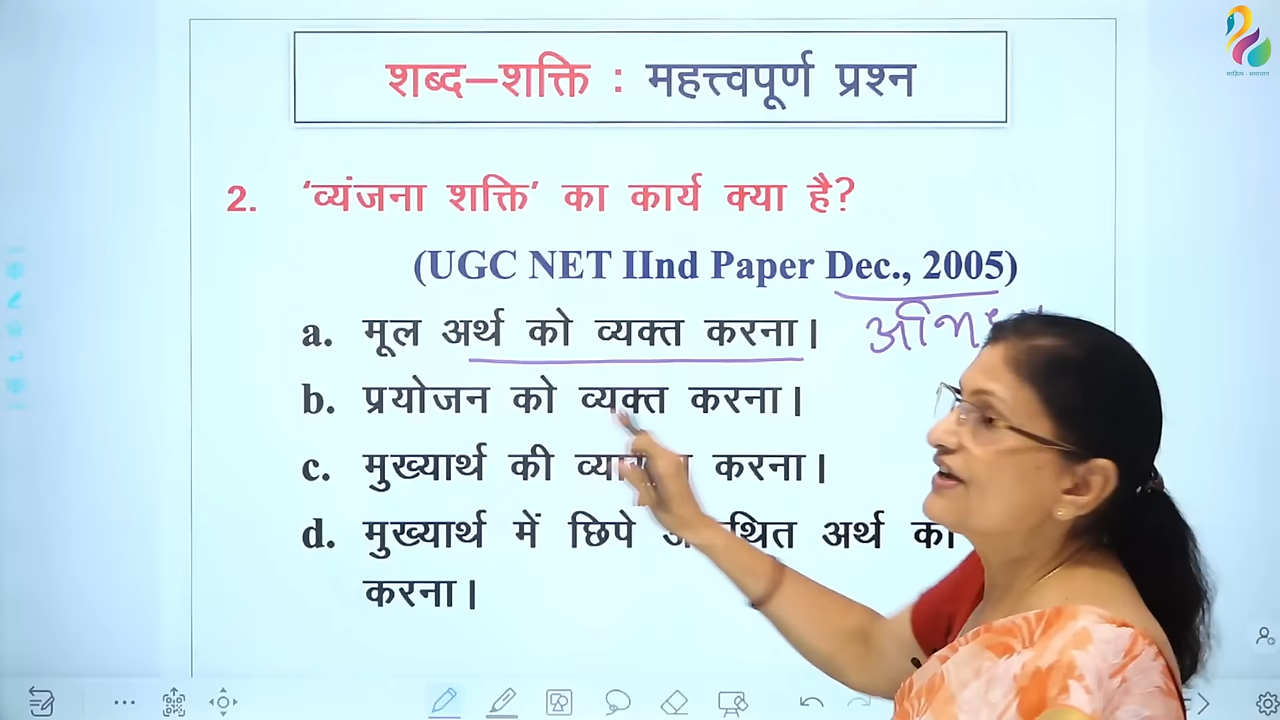 शब्द–शक्ति : महत्त्वपूर्ण प्रश्न
2. ‘व्यंजना शक्ति’ का कार्य क्या है?
(UGC NET IInd Paper Dec., 2005)
a. मूल अर्थ को व्यक्त करना।
b. प्रयोजन को व्यक्त करना।
c. मुख्यार्थ की करना।
d. मुख्यार्थ में छिपे अर्थ
करना।
साहित्य - समाधान